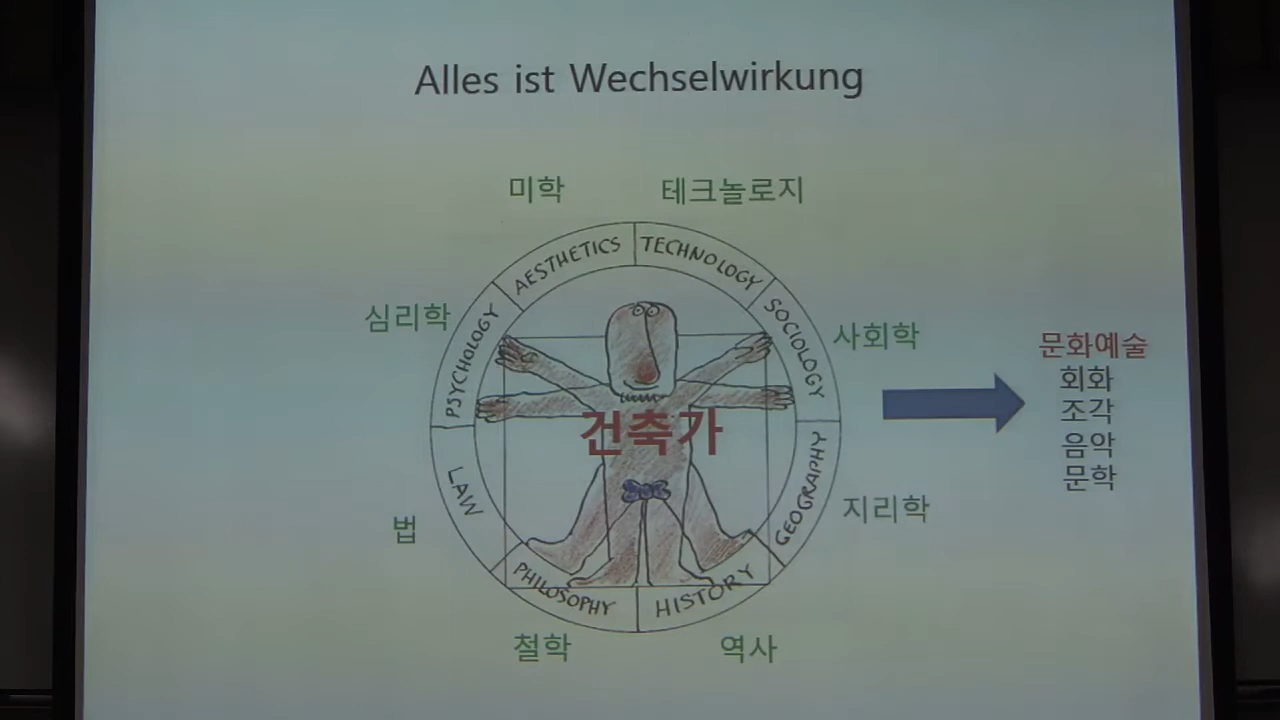 Alles ist Wechselwirkung
미학
테크놀로지
AESTHETICS
TECHNOLOGY
심리학
PSYCHOLOGY
SOCIOLOGY
사회학
건축가
LAW
GEOGRAPHY
법
지리학
PHILOSOPHY
HISTORY
철학
역사
문화예술
회화
조각
음악
문학